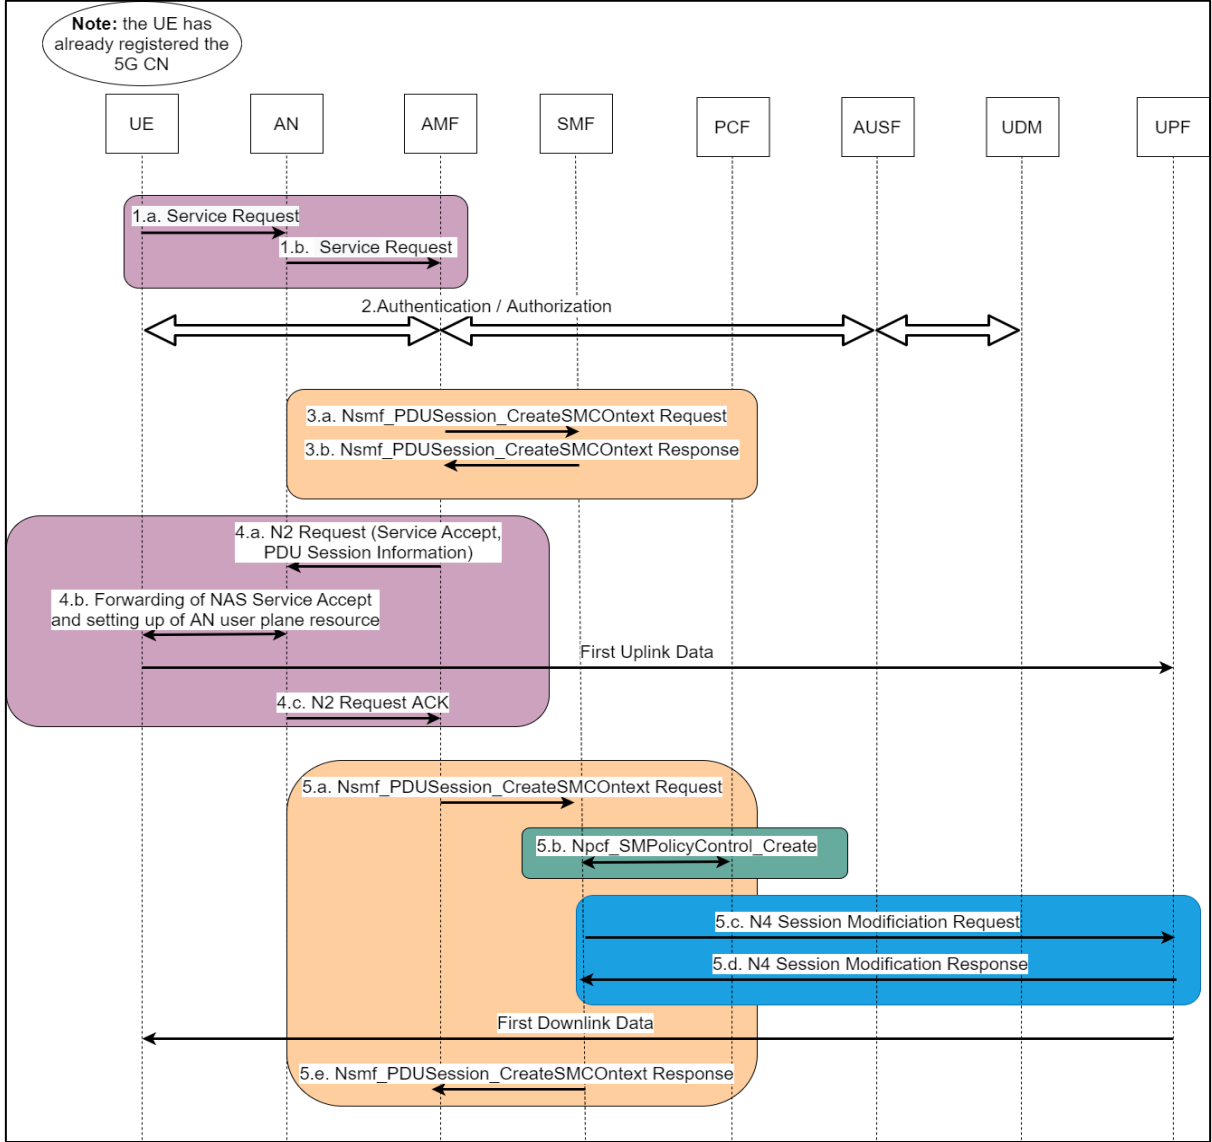 Note: the UE has
already registered the
5G CN
UE
AN
AMF
SMF
PCF
AUSF
UDM
UPF
1.a. Service Request
1.b. Service Request
2.Authentication / Authorization
3.a. Nsmf_PDUSession_CreateSMCOntext Request
3.b. Nsmf_PDUSession_CreateSMCOntext Response
4.a. N2 Request (Service Accept,
PDU Session Information)
4.b. Forwarding of NAS Service Accept
and setting up of AN user plane resource
First Uplink Data
4.c. N2 Request ACK
5.a. Nsmf_PDUSession_CreateSMCOntext Request
5.b. Npcf_SMPolicyControl_Create
5.c. N4 Session Modificiation Request
5.d. N4 Session Modification Response
First Downlink Data
5.e. Nsmf_PDUSession_CreateSMCOntext Response